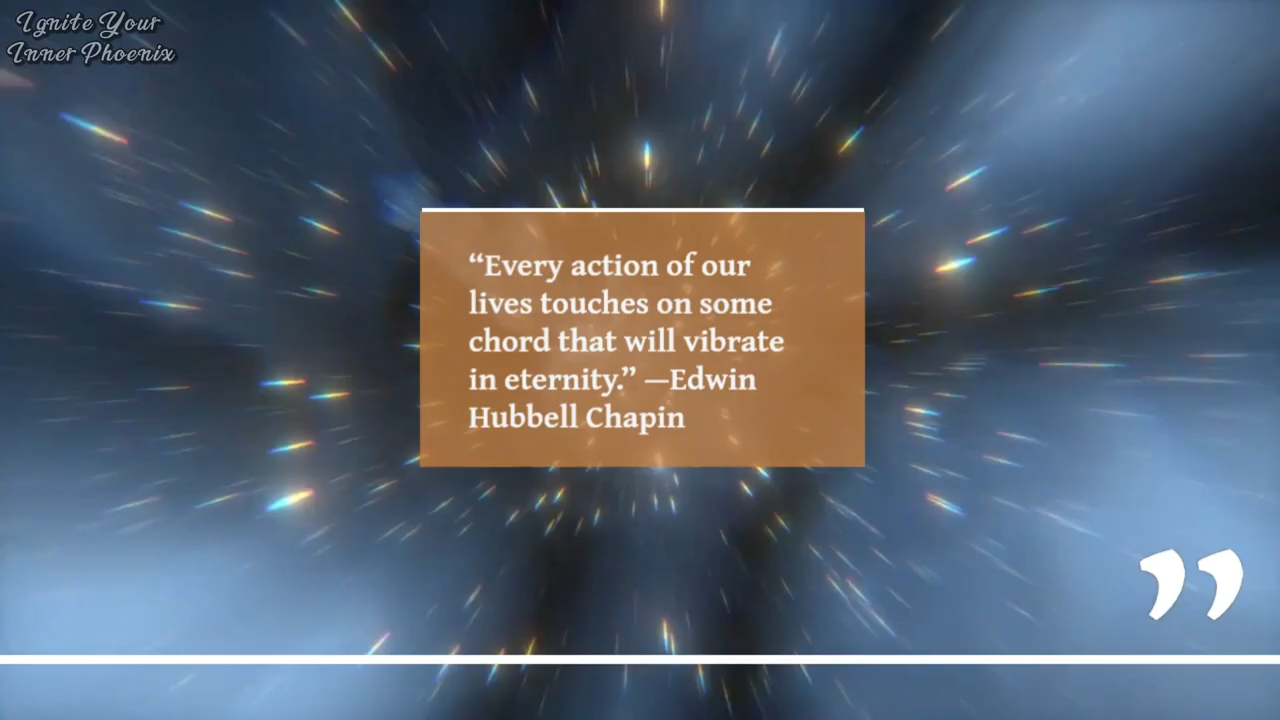 Ignite Your
Inner Phoenix
“Every action of our
lives touches on some
chord that will vibrate
in eternity.” —Edwin
Hubbell Chapin
”